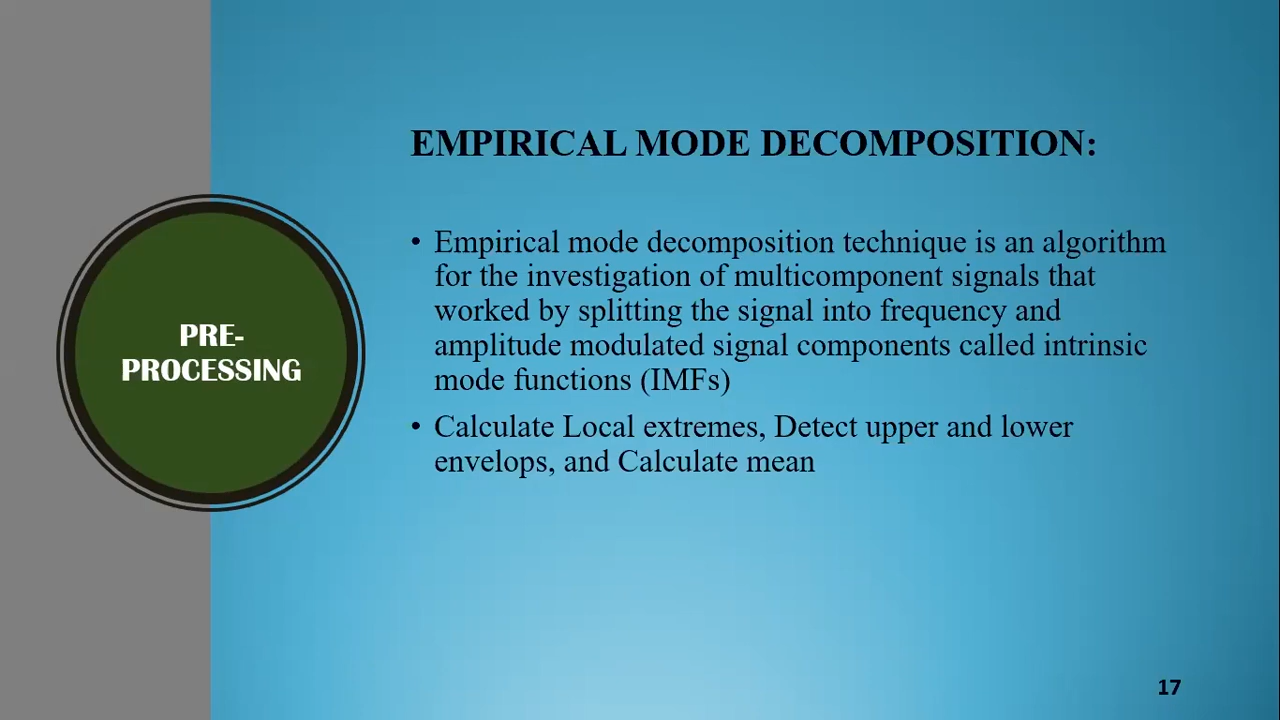 EMPIRICAL MODE DECOMPOSITION:
PRE-
PROCESSING
• Empirical mode decomposition technique is an algorithm
for the investigation of multicomponent signals that
worked by splitting the signal into frequency and
amplitude modulated signal components called intrinsic
mode functions (IMFs)
• Calculate Local extremes, Detect upper and lower
envelops, and Calculate mean
17